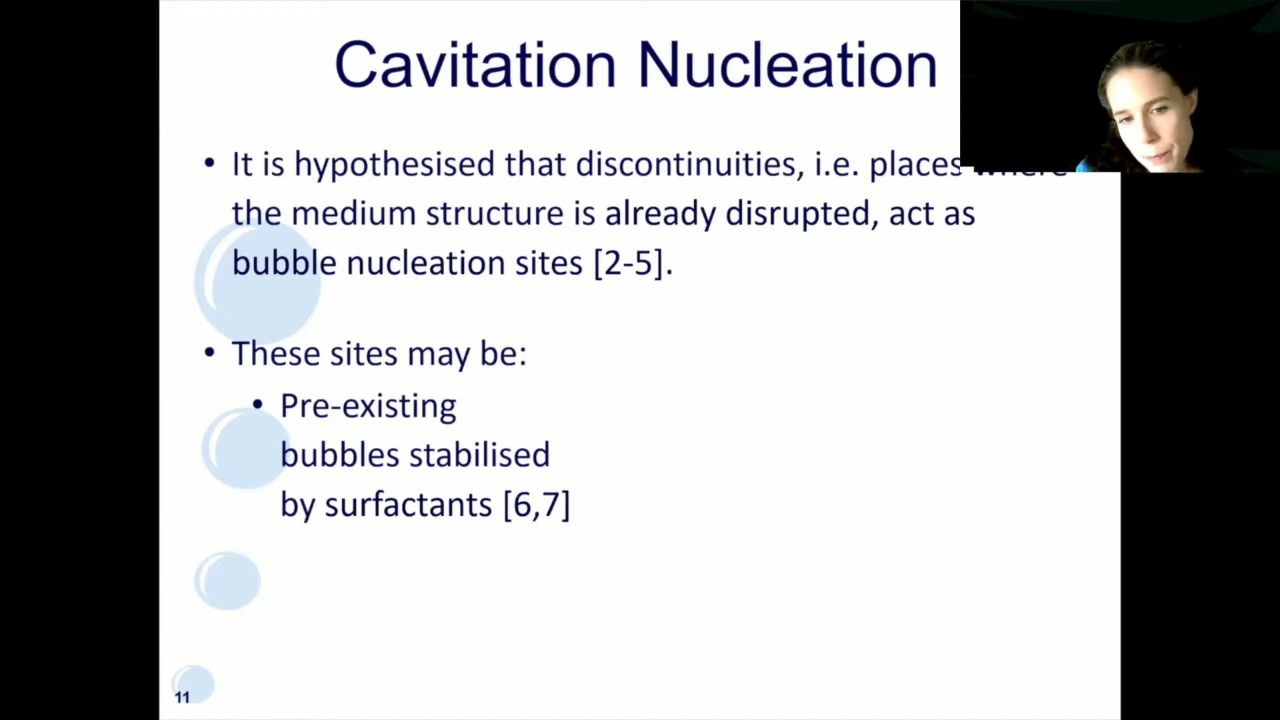 Cavitation Nucleation
• It is hypothesised that discontinuities, i.e. places where
the medium structure is already disrupted, act as
bubble nucleation sites [2-5].
• These sites may be:
• Pre-existing
bubbles stabilised
by surfactants [6,7]
11